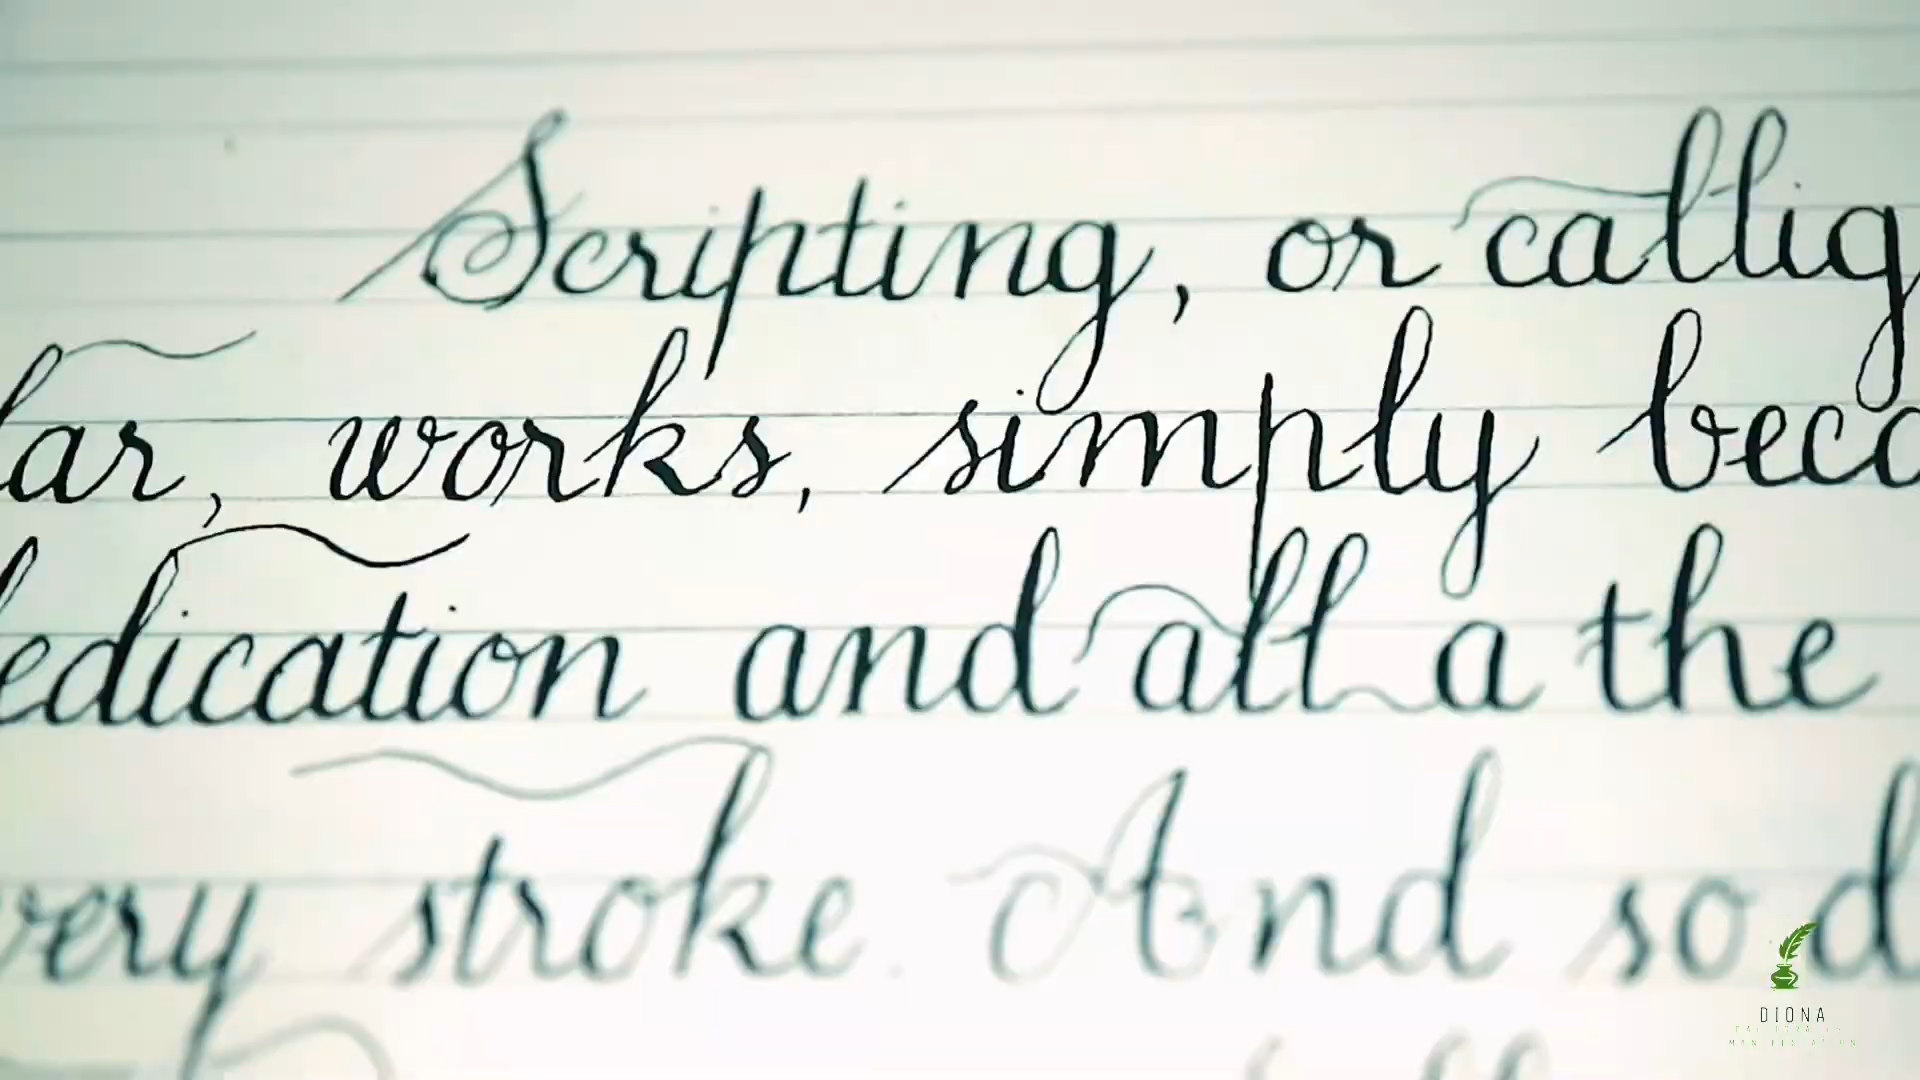 Scripting, or callig
lar, works, simply beca
edication and all a the
very stroke. And so d
DIONA